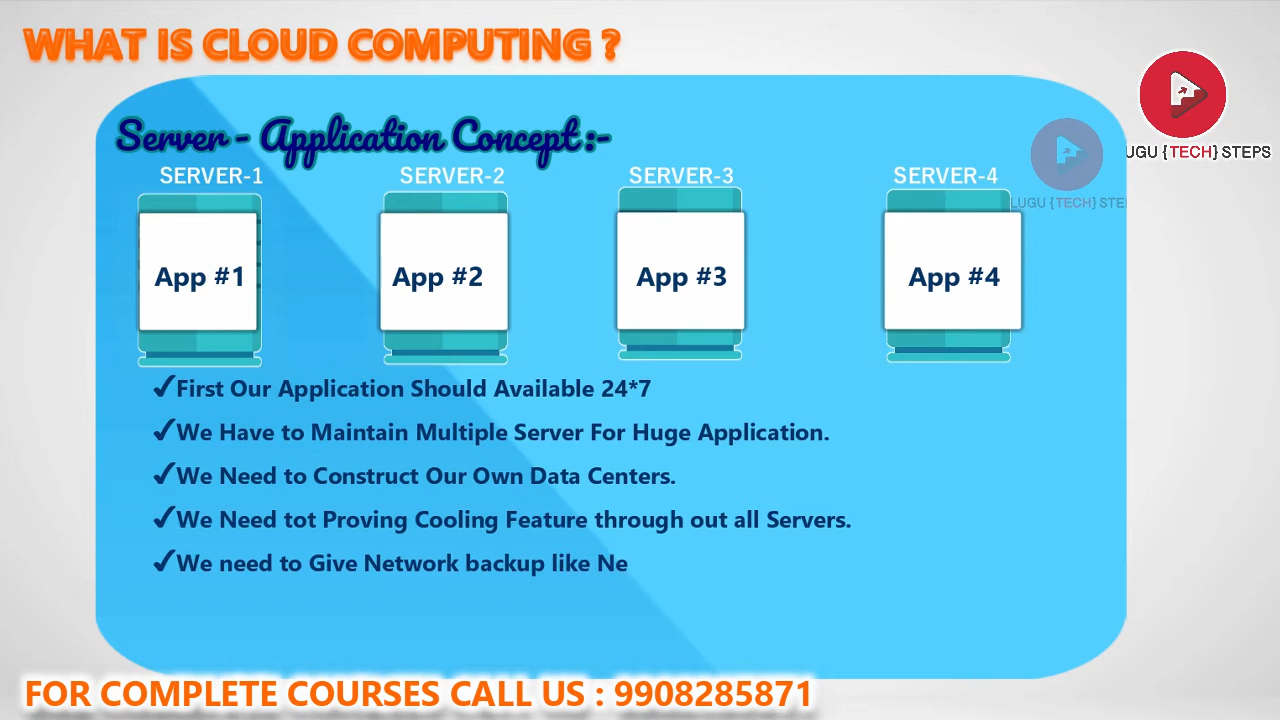 WHAT IS CLOUD COMPUTING ?
Server - Application Concept :-
SERVER-1 SERVER-2 SERVER-3 SERVER-4
App #1 App #2 App #3 App #4
✓First Our Application Should Available 24*7
✓We Have to Maintain Multiple Server For Huge Application.
✓We Need to Construct Our Own Data Centers.
✓We Need tot Proving Cooling Feature through out all Servers.
✓We need to Give Network backup like Ne
UGU {TECH} STEPS
LUGU {TECH} STE
FOR COMPLETE COURSES CALL US : 9908285871